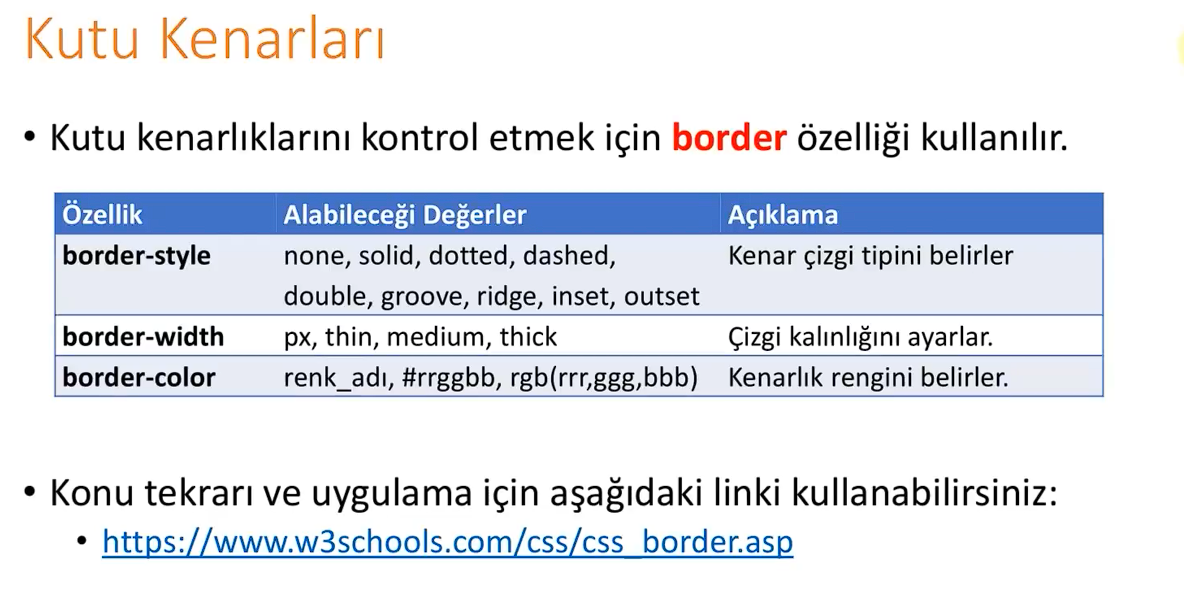 Kutu Kenarları
• Kutu kenarlıklarını kontrol etmek için border özelliği kullanılır.
Özellik Alabileceği Değerler Açıklama
border-style none, solid, dotted, dashed, Kenar çizgi tipini belirler
double, groove, ridge, inset, outset
border-width px, thin, medium, thick Çizgi kalınlığını ayarlar.
border-color renk_adı, #rrggbb, rgb(rrr,ggg,bbb) Kenarlık rengini belirler.
• Konu tekrarı ve uygulama için aşağıdaki linki kullanabilirsiniz:
• https://www.w3schools.com/css/css_border.asp